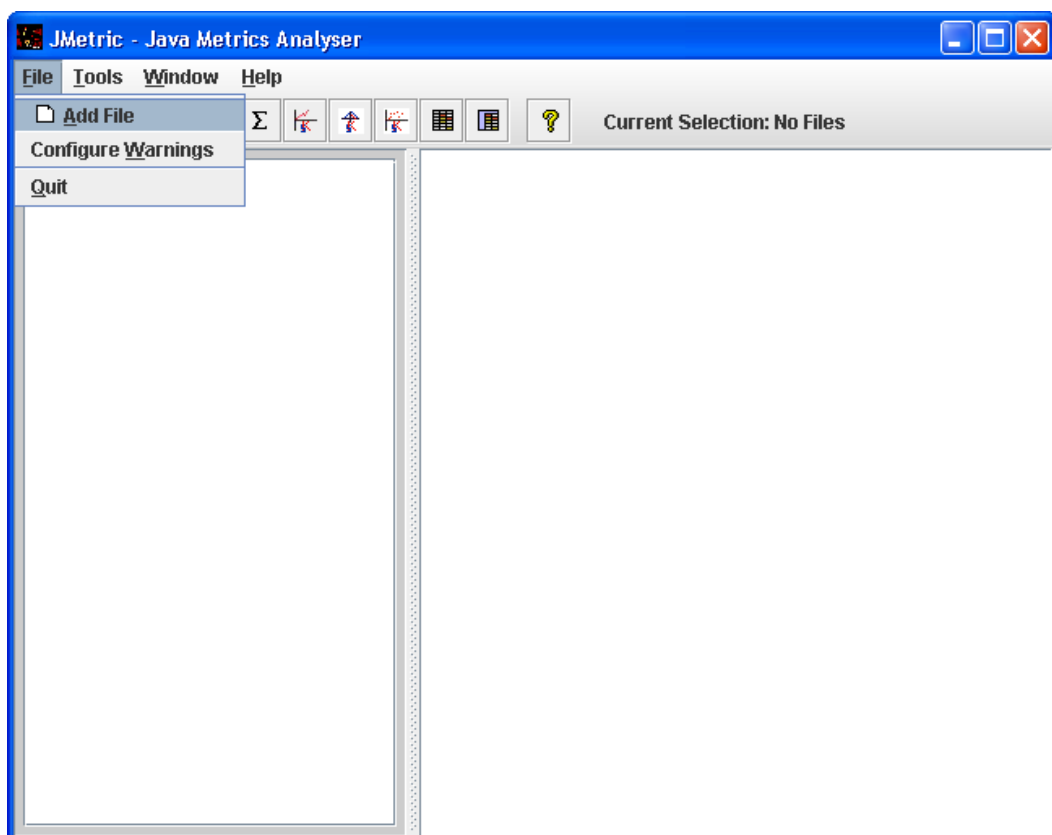 JMetric - Java Metrics Analyser
File Tools Window Help
Add File
Σ ? Current Selection: No Files
Configure Warnings
Quit